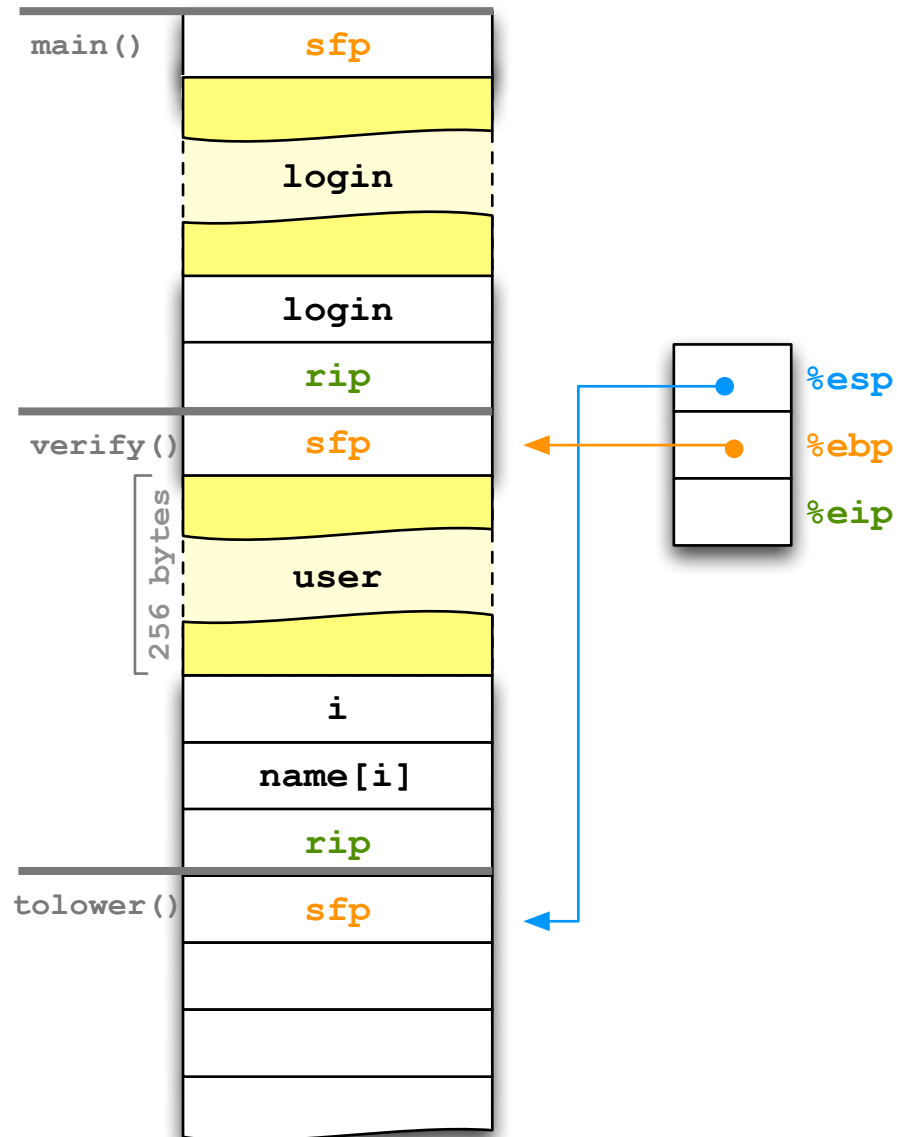 main()
sfp
login
login
rip
%esp
verify()
sfp
%ebp
%eip
256 bytes
user
i
name[i]
rip
tolower()
sfp